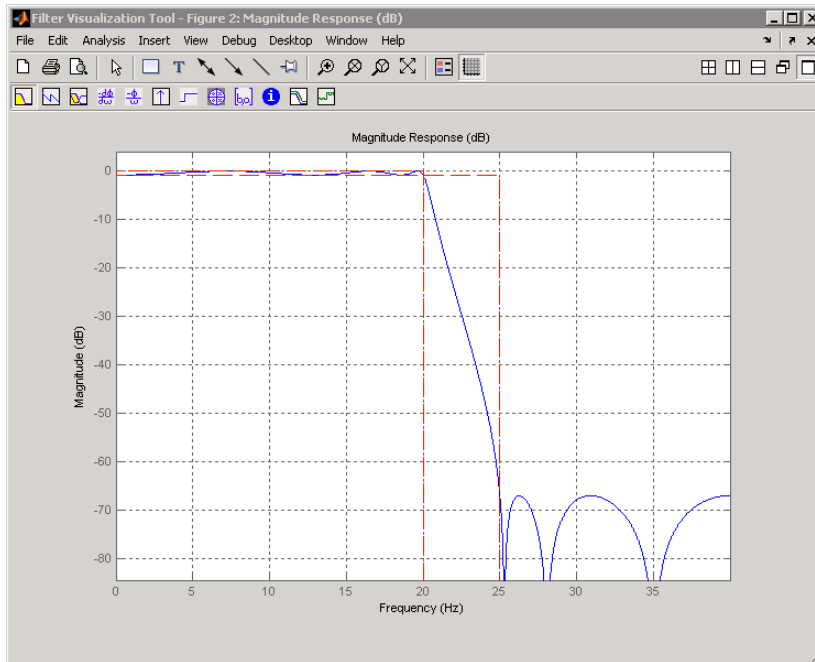 Filter Visualization Tool - Figure 2: Magnitude Response (dB)
File Edit Analysis Insert View Debug Desktop Window Help
Magnitude Response (dB)
0
-10
-20
-30
-40
-50
-60
-70
-80
Magnitude (dB)
0 5 10 15 20 25 30 35
Frequency (Hz)